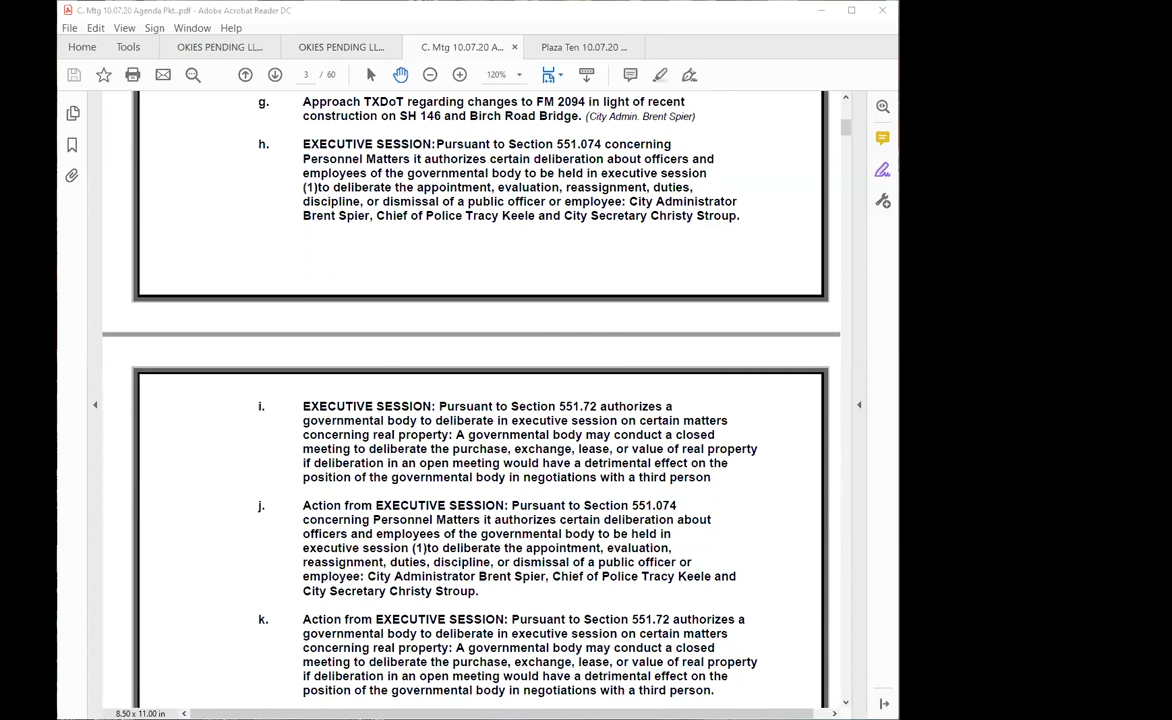 C. Mtg 10.07.20 Agenda Pkt..pdf - Adobe Acrobat Reader DC
File Edit View Sign Window Help
Home Tools OKIES PENDING LL... OKIES PENDING LL... C. Mtg 10.07.20 A... × Plaza Ten 10.07.20 ...
3 / 60 120%
g. Approach TXDoT regarding changes to FM 2094 in light of recent
construction on SH 146 and Birch Road Bridge. (City Admin. Brent Spier)
h. EXECUTIVE SESSION:Pursuant to Section 551.074 concerning
Personnel Matters it authorizes certain deliberation about officers and
employees of the governmental body to be held in executive session
(1)to deliberate the appointment, evaluation, reassignment, duties,
discipline, or dismissal of a public officer or employee: City Administrator
Brent Spier, Chief of Police Tracy Keele and City Secretary Christy Stroup.
i. EXECUTIVE SESSION: Pursuant to Section 551.72 authorizes a
governmental body to deliberate in executive session on certain matters
concerning real property: A governmental body may conduct a closed
meeting to deliberate the purchase, exchange, lease, or value of real property
if deliberation in an open meeting would have a detrimental effect on the
position of the governmental body in negotiations with a third person
j. Action from EXECUTIVE SESSION: Pursuant to Section 551.074
concerning Personnel Matters it authorizes certain deliberation about
officers and employees of the governmental body to be held in
executive session (1)to deliberate the appointment, evaluation,
reassignment, duties, discipline, or dismissal of a public officer or
employee: City Administrator Brent Spier, Chief of Police Tracy Keele and
City Secretary Christy Stroup.
k. Action from EXECUTIVE SESSION: Pursuant to Section 551.72 authorizes a
governmental body to deliberate in executive session on certain matters
concerning real property: A governmental body may conduct a closed
meeting to deliberate the purchase, exchange, lease, or value of real property
if deliberation in an open meeting would have a detrimental effect on the
position of the governmental body in negotiations with a third person.
8.50 x 11.00 in